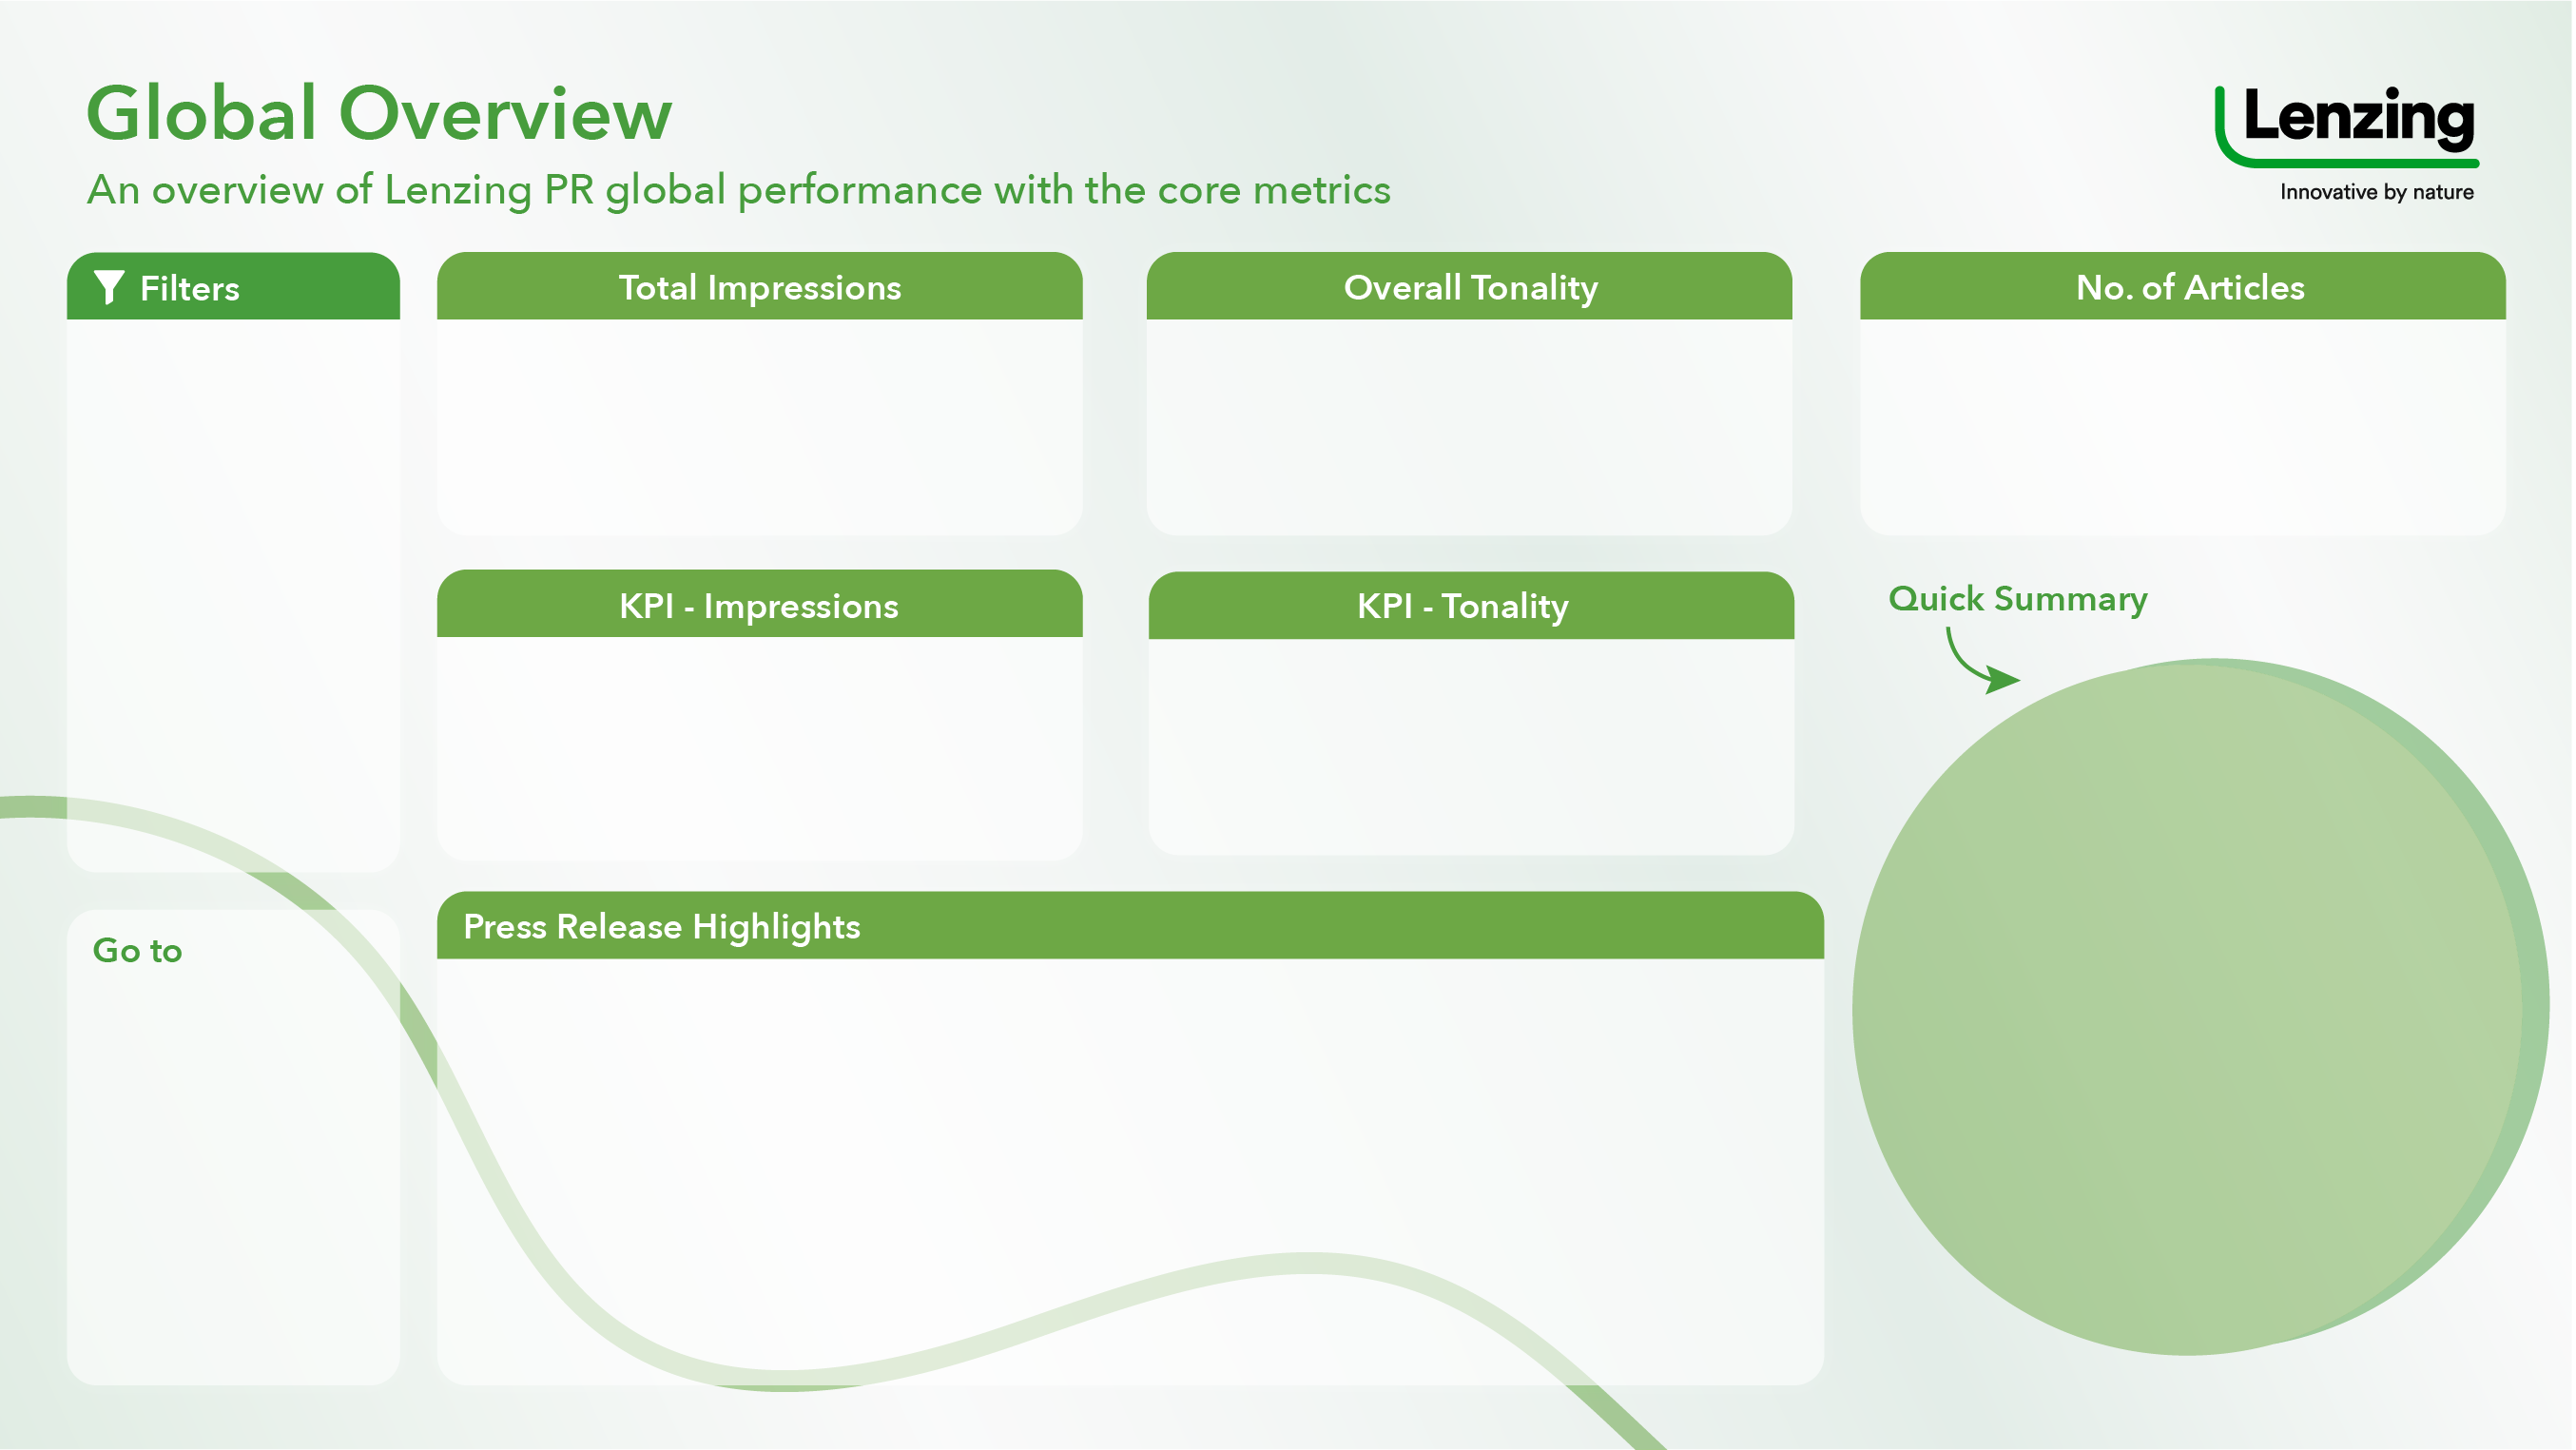 Global Overview
An overview of Lenzing PR global performance with the core metrics
Lenzing
Innovative by nature
Filters
Total Impressions
Overall Tonality
No. of Articles
KPI - Impressions
KPI - Tonality
Quick Summary
Press Release Highlights
Go to